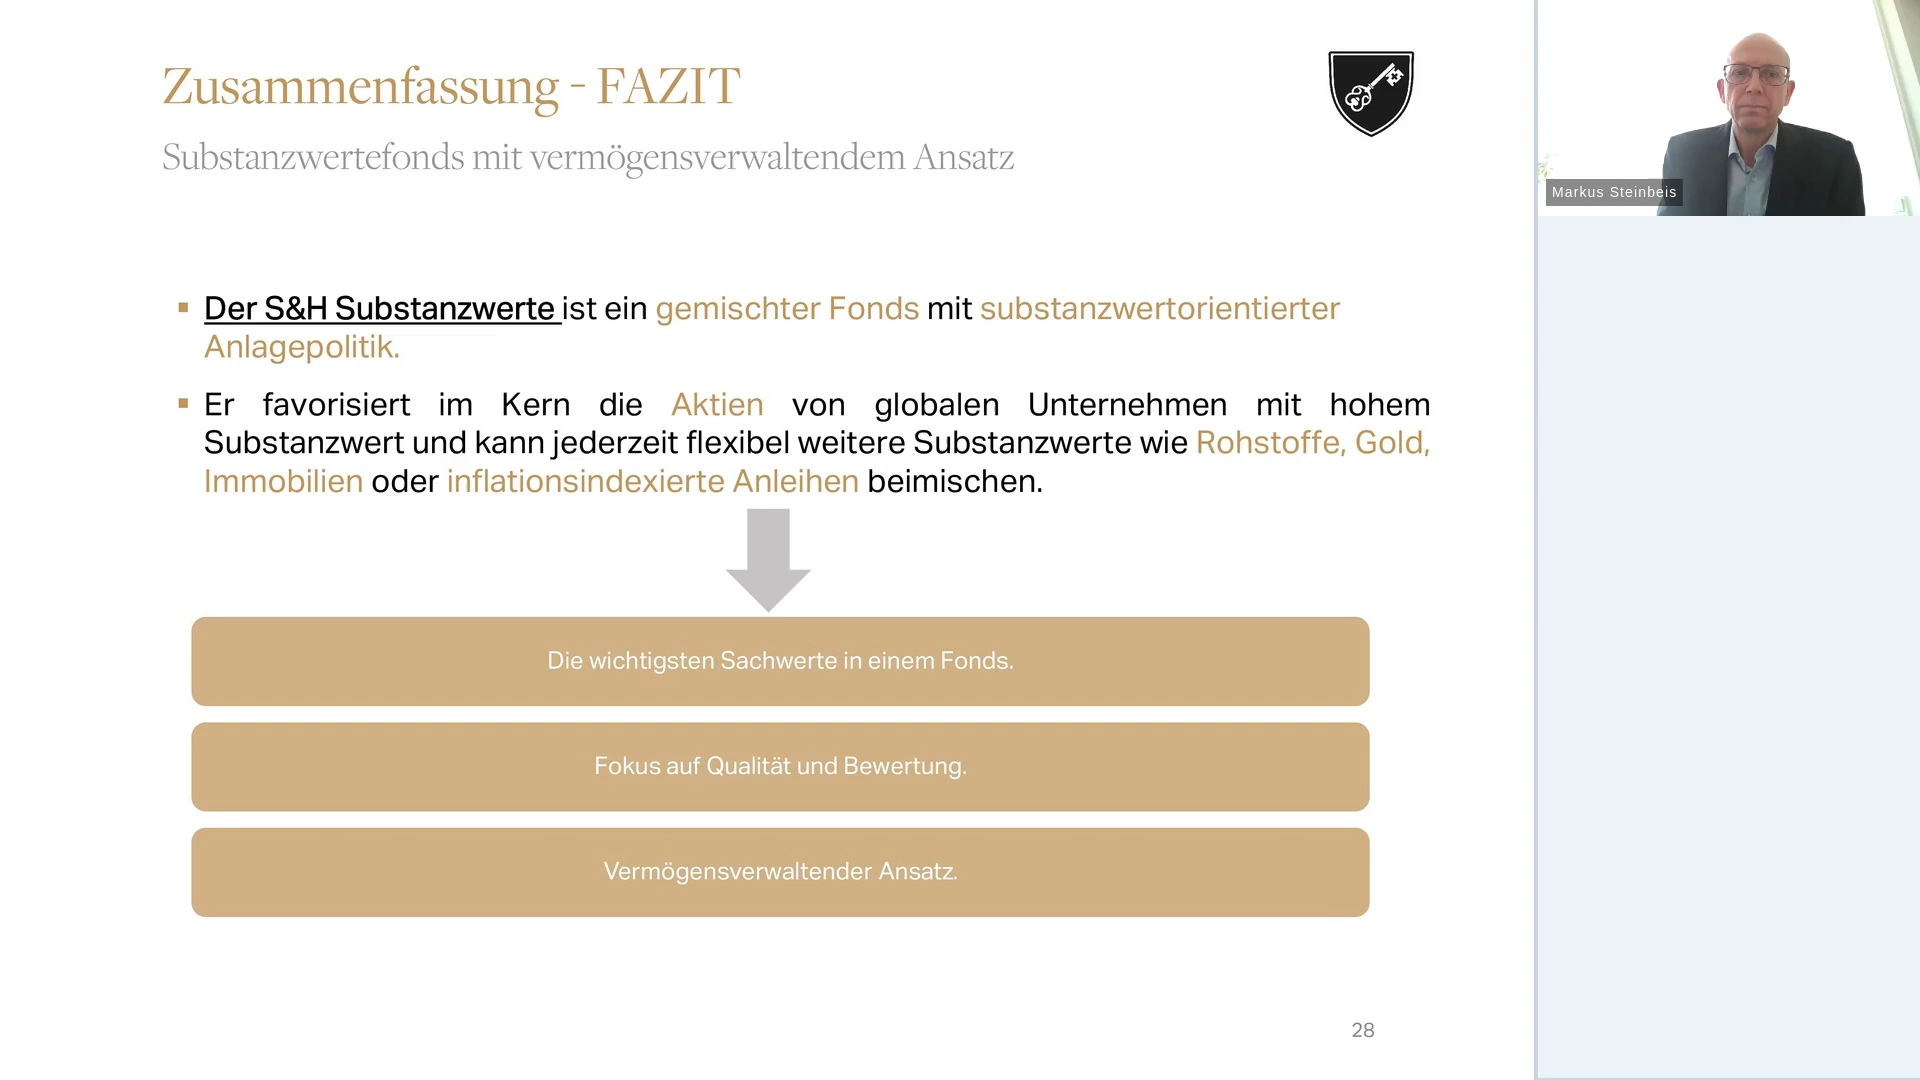 Zusammenfassung - FAZIT
Substanzwertefonds mit vermögensverwaltendem Ansatz
Markus Steinbeis
▪ Der S&H Substanzwerte ist ein gemischter Fonds mit substanzwertorientierter
Anlagepolitik.
▪ Er favorisiert im Kern die Aktien von globalen Unternehmen mit hohem
Substanzwert und kann jederzeit flexibel weitere Substanzwerte wie Rohstoffe, Gold,
Immobilien oder inflationsindexierte Anleihen beimischen.
Die wichtigsten Sachwerte in einem Fonds.
Fokus auf Qualität und Bewertung.
Vermögensverwaltender Ansatz.
28